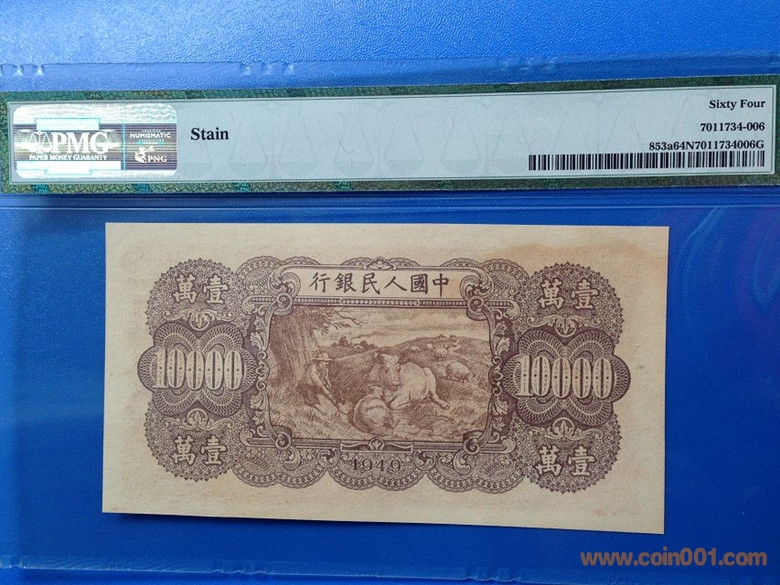 Sixty Four
PMG
PAPER MONEY GUARANTY
NUMISMATIC
PNG
Stain
7011734-006
853a64N7011734006G
中國人民銀行
壹萬
壹萬
10000
10000
壹萬
壹萬
1949
www.coin001.com